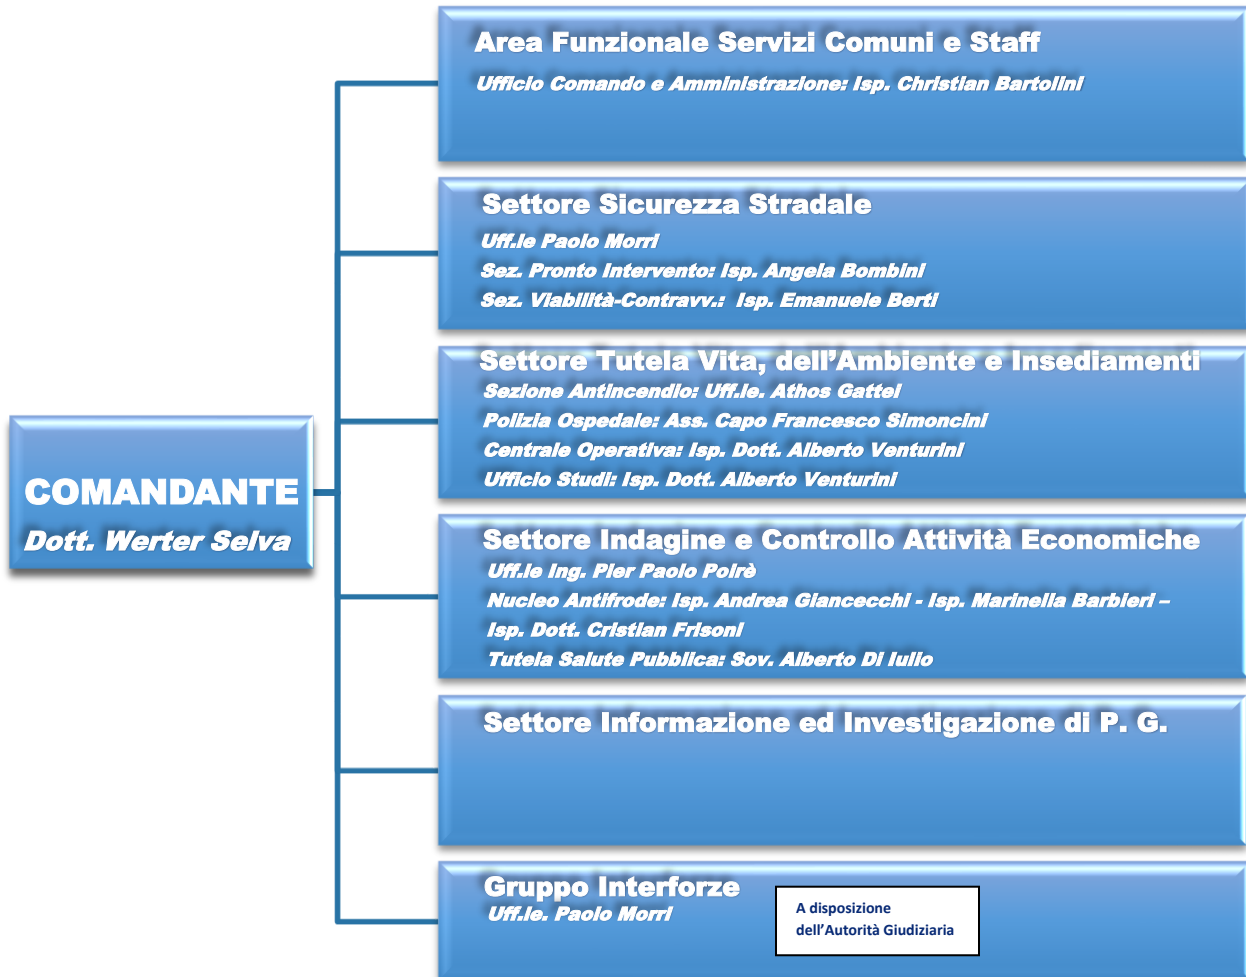 Area Funzionale Servizi Comuni e Staff
Ufficio Comando e Amministrazione: Isp. Christian Bartolini
Settore Sicurezza Stradale
Uff.le Paolo Morri
Sez. Pronto Intervento: Isp. Angela Bombini
Sez. Viabilità-Contravv.: Isp. Emanuele Berti
Settore Tutela Vita, dell'Ambiente e Insediamenti
Sezione Antincendio: Uff.le. Athos Gattei
Polizia Ospedale: Ass. Capo Francesco Simoncini
Centrale Operativa: Isp. Dott. Alberto Venturini
Ufficio Studi: Isp. Dott. Alberto Venturini
COMANDANTE
Dott. Werter Selva
Settore Indagine e Controllo Attività Economiche
Uff.le Ing. Pier Paolo Poirè
Nucleo Antifrode: Isp. Andrea Giancecchi - Isp. Marinella Barbieri –
Isp. Dott. Cristian Frisoni
Tutela Salute Pubblica: Sov. Alberto Di Iulio
Settore Informazione ed Investigazione di P. G.
Gruppo Interforze
Uff.le. Paolo Morri
A disposizione
dell'Autorità Giudiziaria